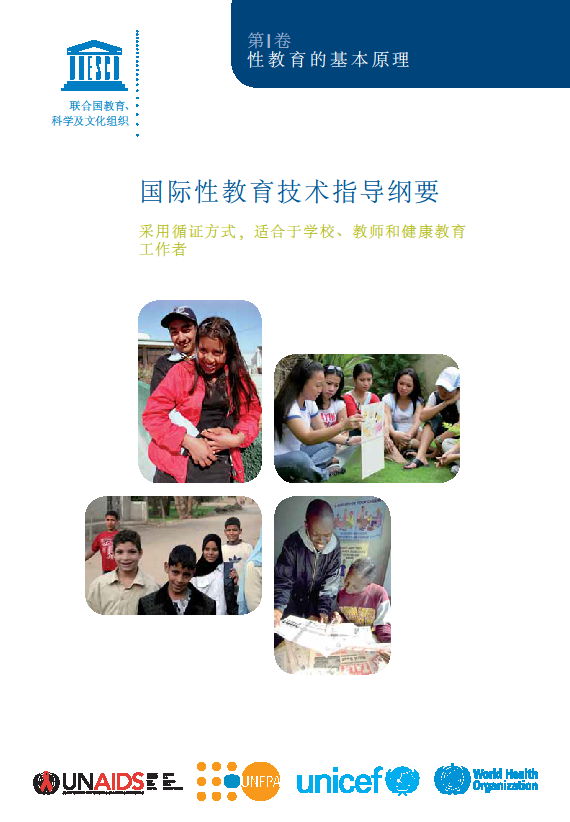 第I卷
性教育的基本原理
UNESCO
联合国教育、
科学及文化组织
国际性教育技术指导纲要
采用循证方式，适合于学校、教师和健康教育
工作者
UNAIDS
UNFPA
unicef
World Health
Organization